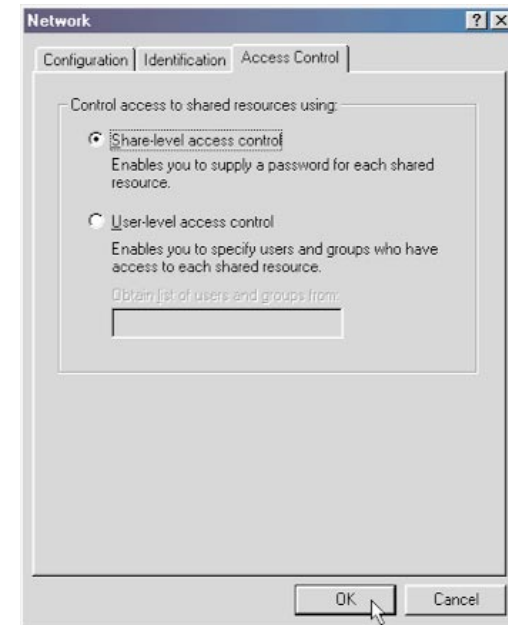 Network
Configuration Identification Access Control
Control access to shared resources using:
Share-level access control
Enables you to supply a password for each shared
resource.
User-level access control
Enables you to specify users and groups who have
access to each shared resource.
Obtain list of users and groups from:
OK Cancel